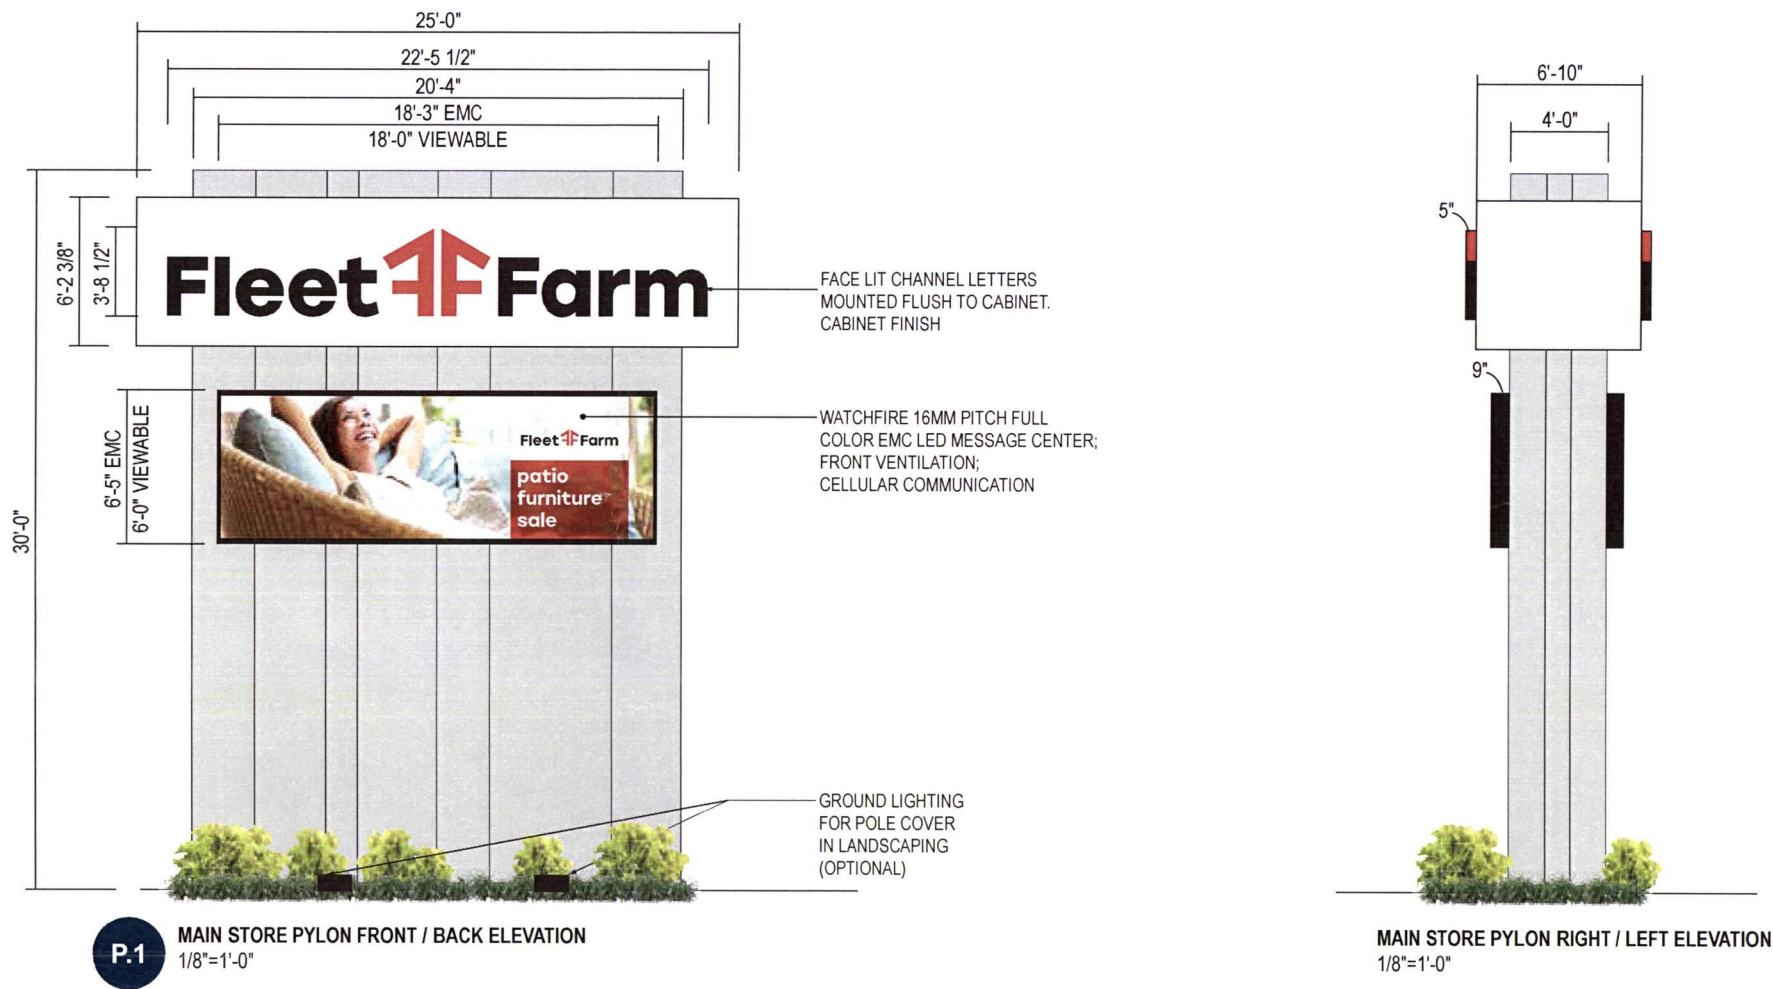 25'-0"
22'-5 1/2"
20'-4"
18'-3" EMC
18'-0" VIEWABLE
6'-2 3/8"
3'-8 1/2"
Fleet Farm
FACE LIT CHANNEL LETTERS
MOUNTED FLUSH TO CABINET.
CABINET FINISH
6'-5" EMC
6'-0" VIEWABLE
Fleet Farm
patio
furniture
sale
WATCHFIRE 16MM PITCH FULL
COLOR EMC LED MESSAGE CENTER;
FRONT VENTILATION;
CELLULAR COMMUNICATION
30'-0"
GROUND LIGHTING
FOR POLE COVER
IN LANDSCAPING
(OPTIONAL)
P.1
MAIN STORE PYLON FRONT / BACK ELEVATION
1/8"=1'-0"
6'-10"
4'-0"
5"
9"
MAIN STORE PYLON RIGHT / LEFT ELEVATION
1/8"=1'-0"